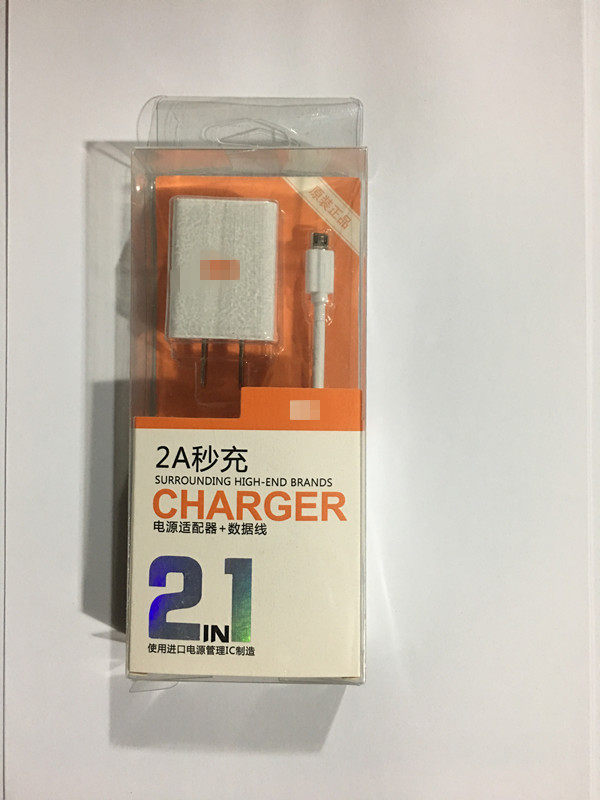 原装正品
2A秒充
SURROUNDING HIGH-END BRANDS
CHARGER
电源适配器+数据线
2IN1
使用进口电源管理IC制造